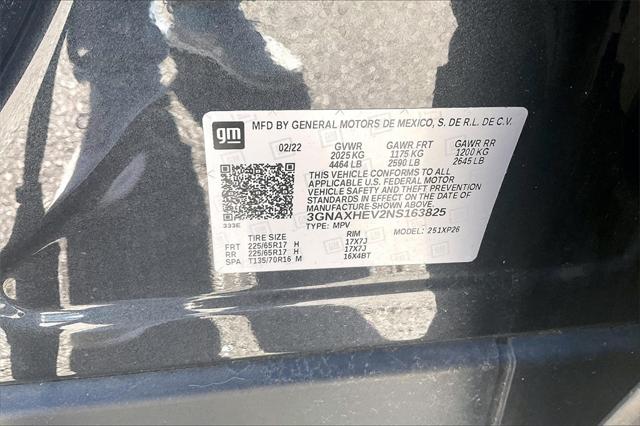 gm
MFD BY GENERAL MOTORS DE MEXICO, S. DE R.L. DE C.V.
02/22 GVWR GAWR FRT GAWR RR
2025 KG 1175 KG 1200 KG
4464 LB 2590 LB 2645 LB
THIS VEHICLE CONFORMS TO ALL
APPLICABLE U.S. FEDERAL MOTOR
VEHICLE SAFETY AND THEFT PREVENTION
STANDARDS IN EFFECT ON THE DATE OF
MANUFACTURE SHOWN ABOVE.
3GNAXHEV2NS163825
333E TYPE: MPV MODEL: 251XP26
TIRE SIZE RIM
FRT 225/65R17 H 17X7J
RR 225/65R17 H 17X7J
SPA T135/70R16 M 16X4BT